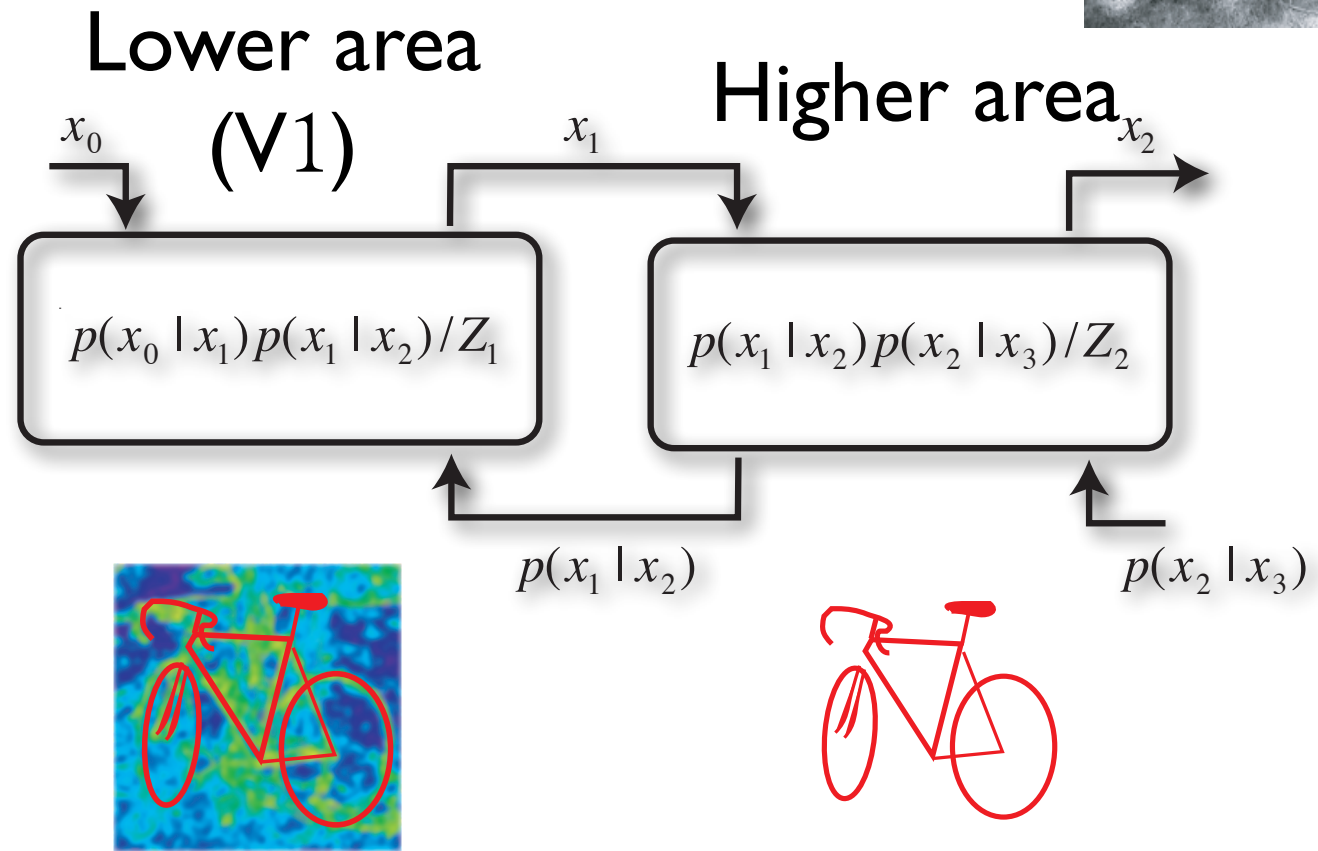 Lower area
(V1)
Higher area
x₀
x₁
x₂
p(x₀ | x₁)p(x₁ | x₂)/Z₁
p(x₁ | x₂)p(x₂ | x₃)/Z₂
p(x₁ | x₂)
p(x₂ | x₃)